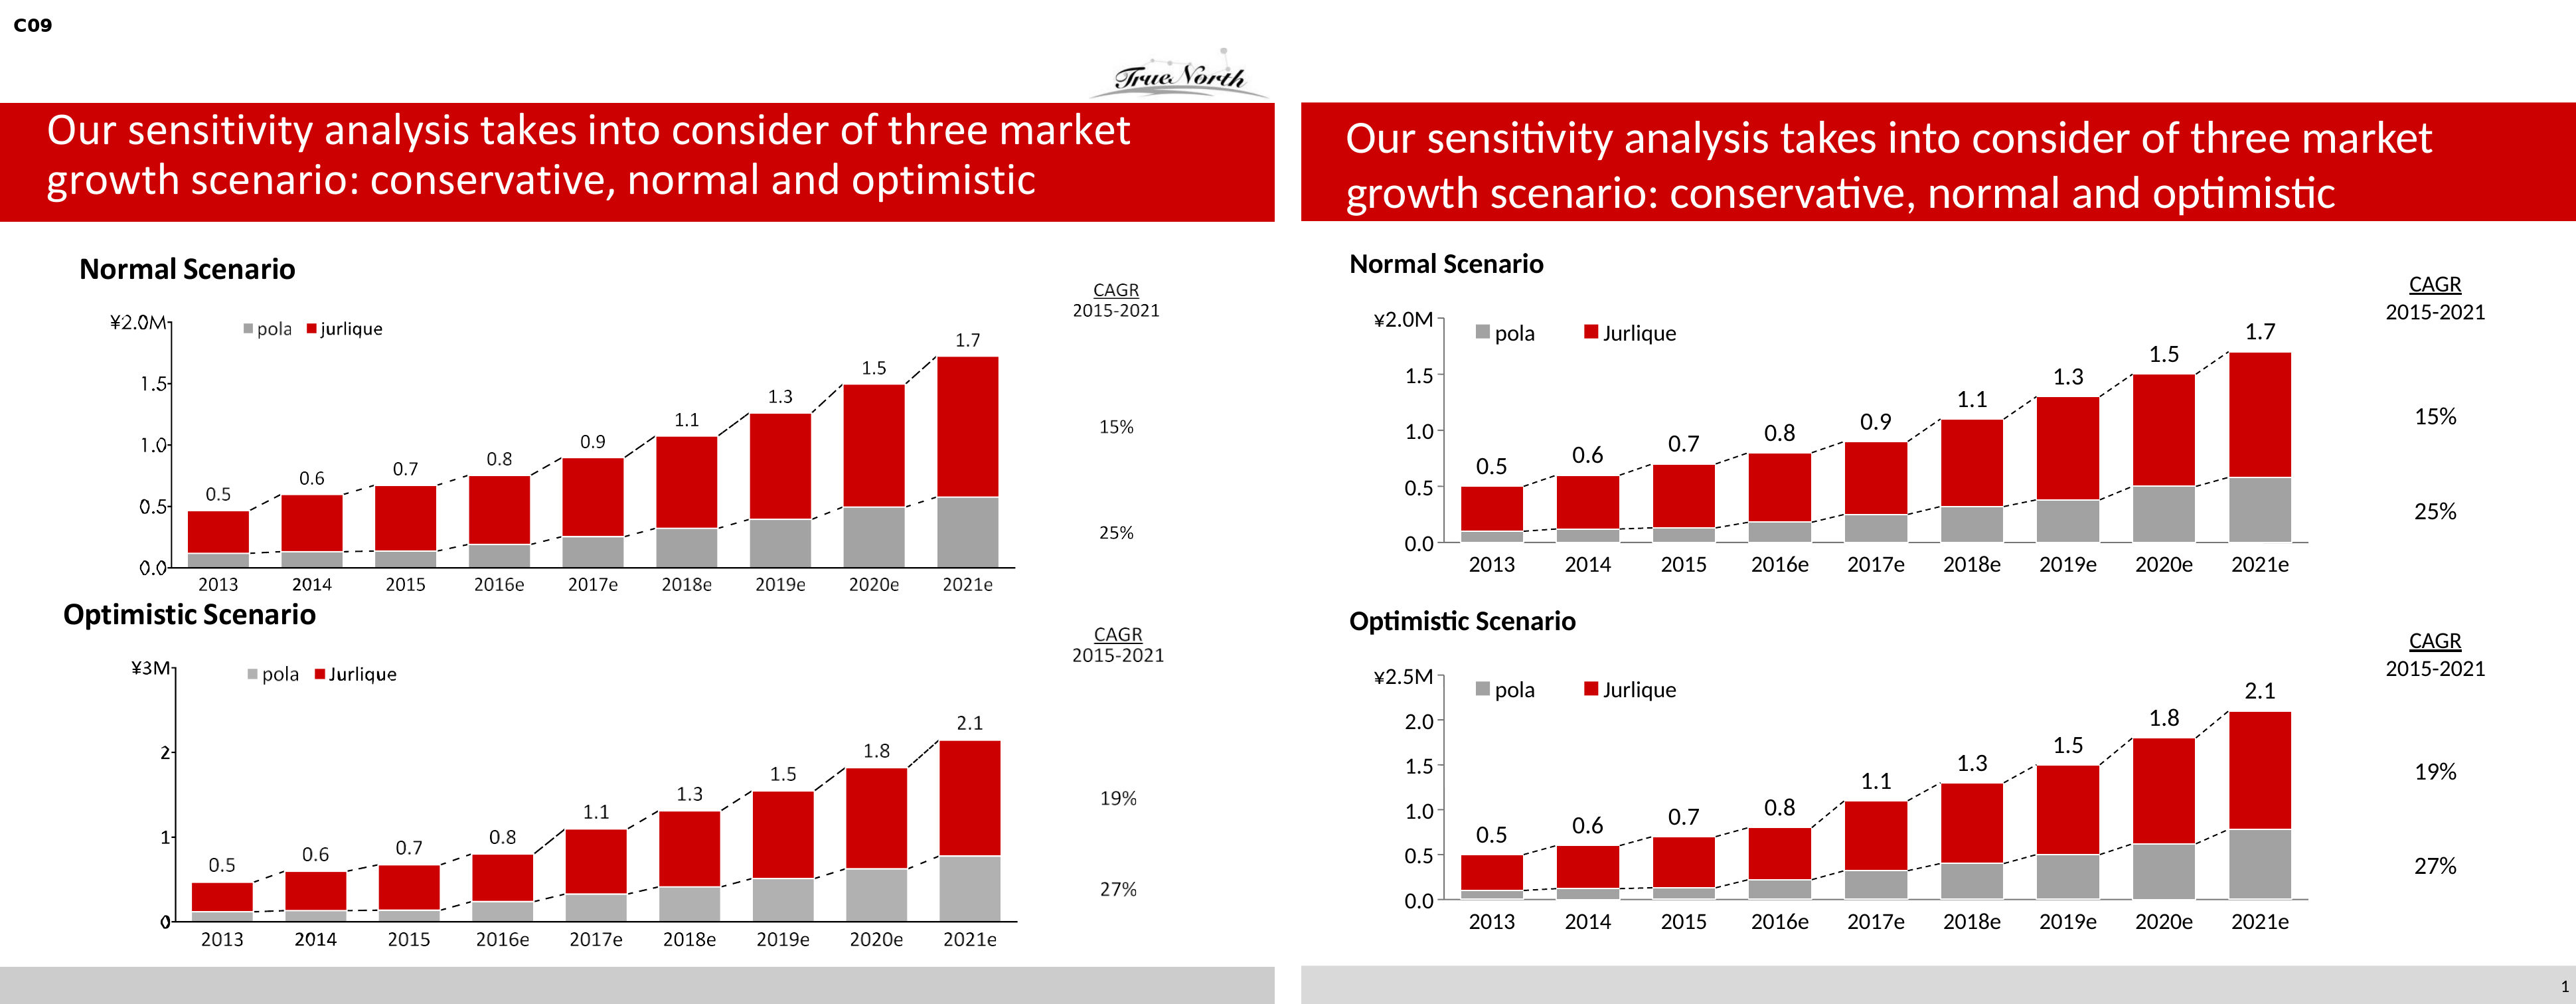 C09
TrueNorth
Our sensitivity analysis takes into consider of three market
growth scenario: conservative, normal and optimistic
Normal Scenario
CAGR
2015-2021
¥2.0M
pola jurlique
1.5
1.0
0.5
0.0
0.5 0.6 0.7 0.8 0.9 1.1 1.3 1.5 1.7
15%
25%
2013 2014 2015 2016e 2017e 2018e 2019e 2020e 2021e
Optimistic Scenario
CAGR
2015-2021
¥3M
pola Jurlique
2
1
0
0.5 0.6 0.7 0.8 1.1 1.3 1.5 1.8 2.1
19%
27%
2013 2014 2015 2016e 2017e 2018e 2019e 2020e 2021e
Our sensitivity analysis takes into consider of three market
growth scenario: conservative, normal and optimistic
Normal Scenario
CAGR
2015-2021
¥2.0M
pola Jurlique
1.5
1.0
0.5
0.0
0.5 0.6 0.7 0.8 0.9 1.1 1.3 1.5 1.7
15%
25%
2013 2014 2015 2016e 2017e 2018e 2019e 2020e 2021e
Optimistic Scenario
CAGR
2015-2021
¥2.5M
pola Jurlique
2.0
1.5
1.0
0.5
0.0
0.5 0.6 0.7 0.8 1.1 1.3 1.5 1.8 2.1
19%
27%
2013 2014 2015 2016e 2017e 2018e 2019e 2020e 2021e
1